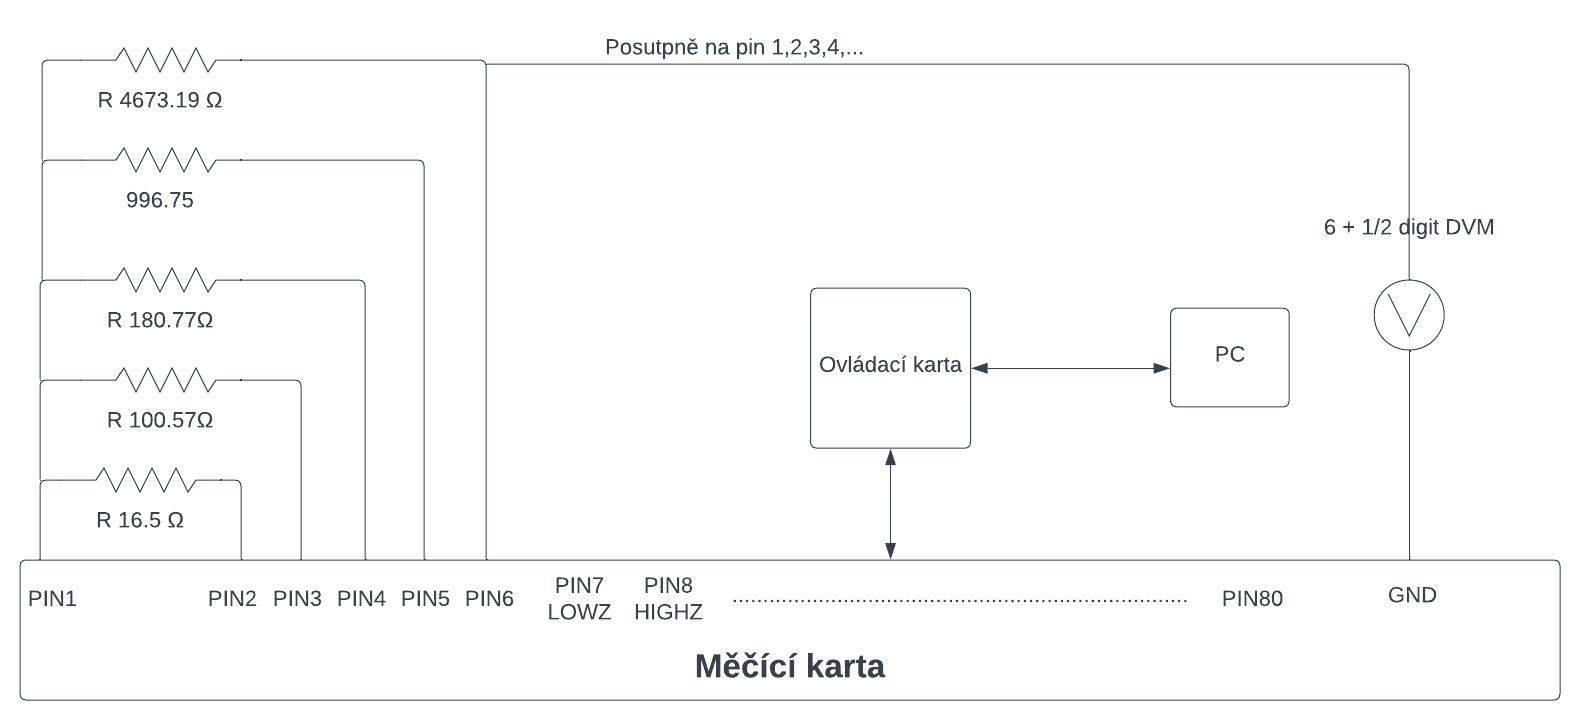 Posutpně na pin 1,2,3,4,...
R 4673.19 Ω
996.75
6 + 1/2 digit DVM
R 180.77Ω
Ovládací karta
PC
R 100.57Ω
R 16.5 Ω
PIN1
PIN2
PIN3
PIN4
PIN5
PIN6
PIN7
LOWZ
PIN8
HIGHZ
PIN80
GND
Měčící karta